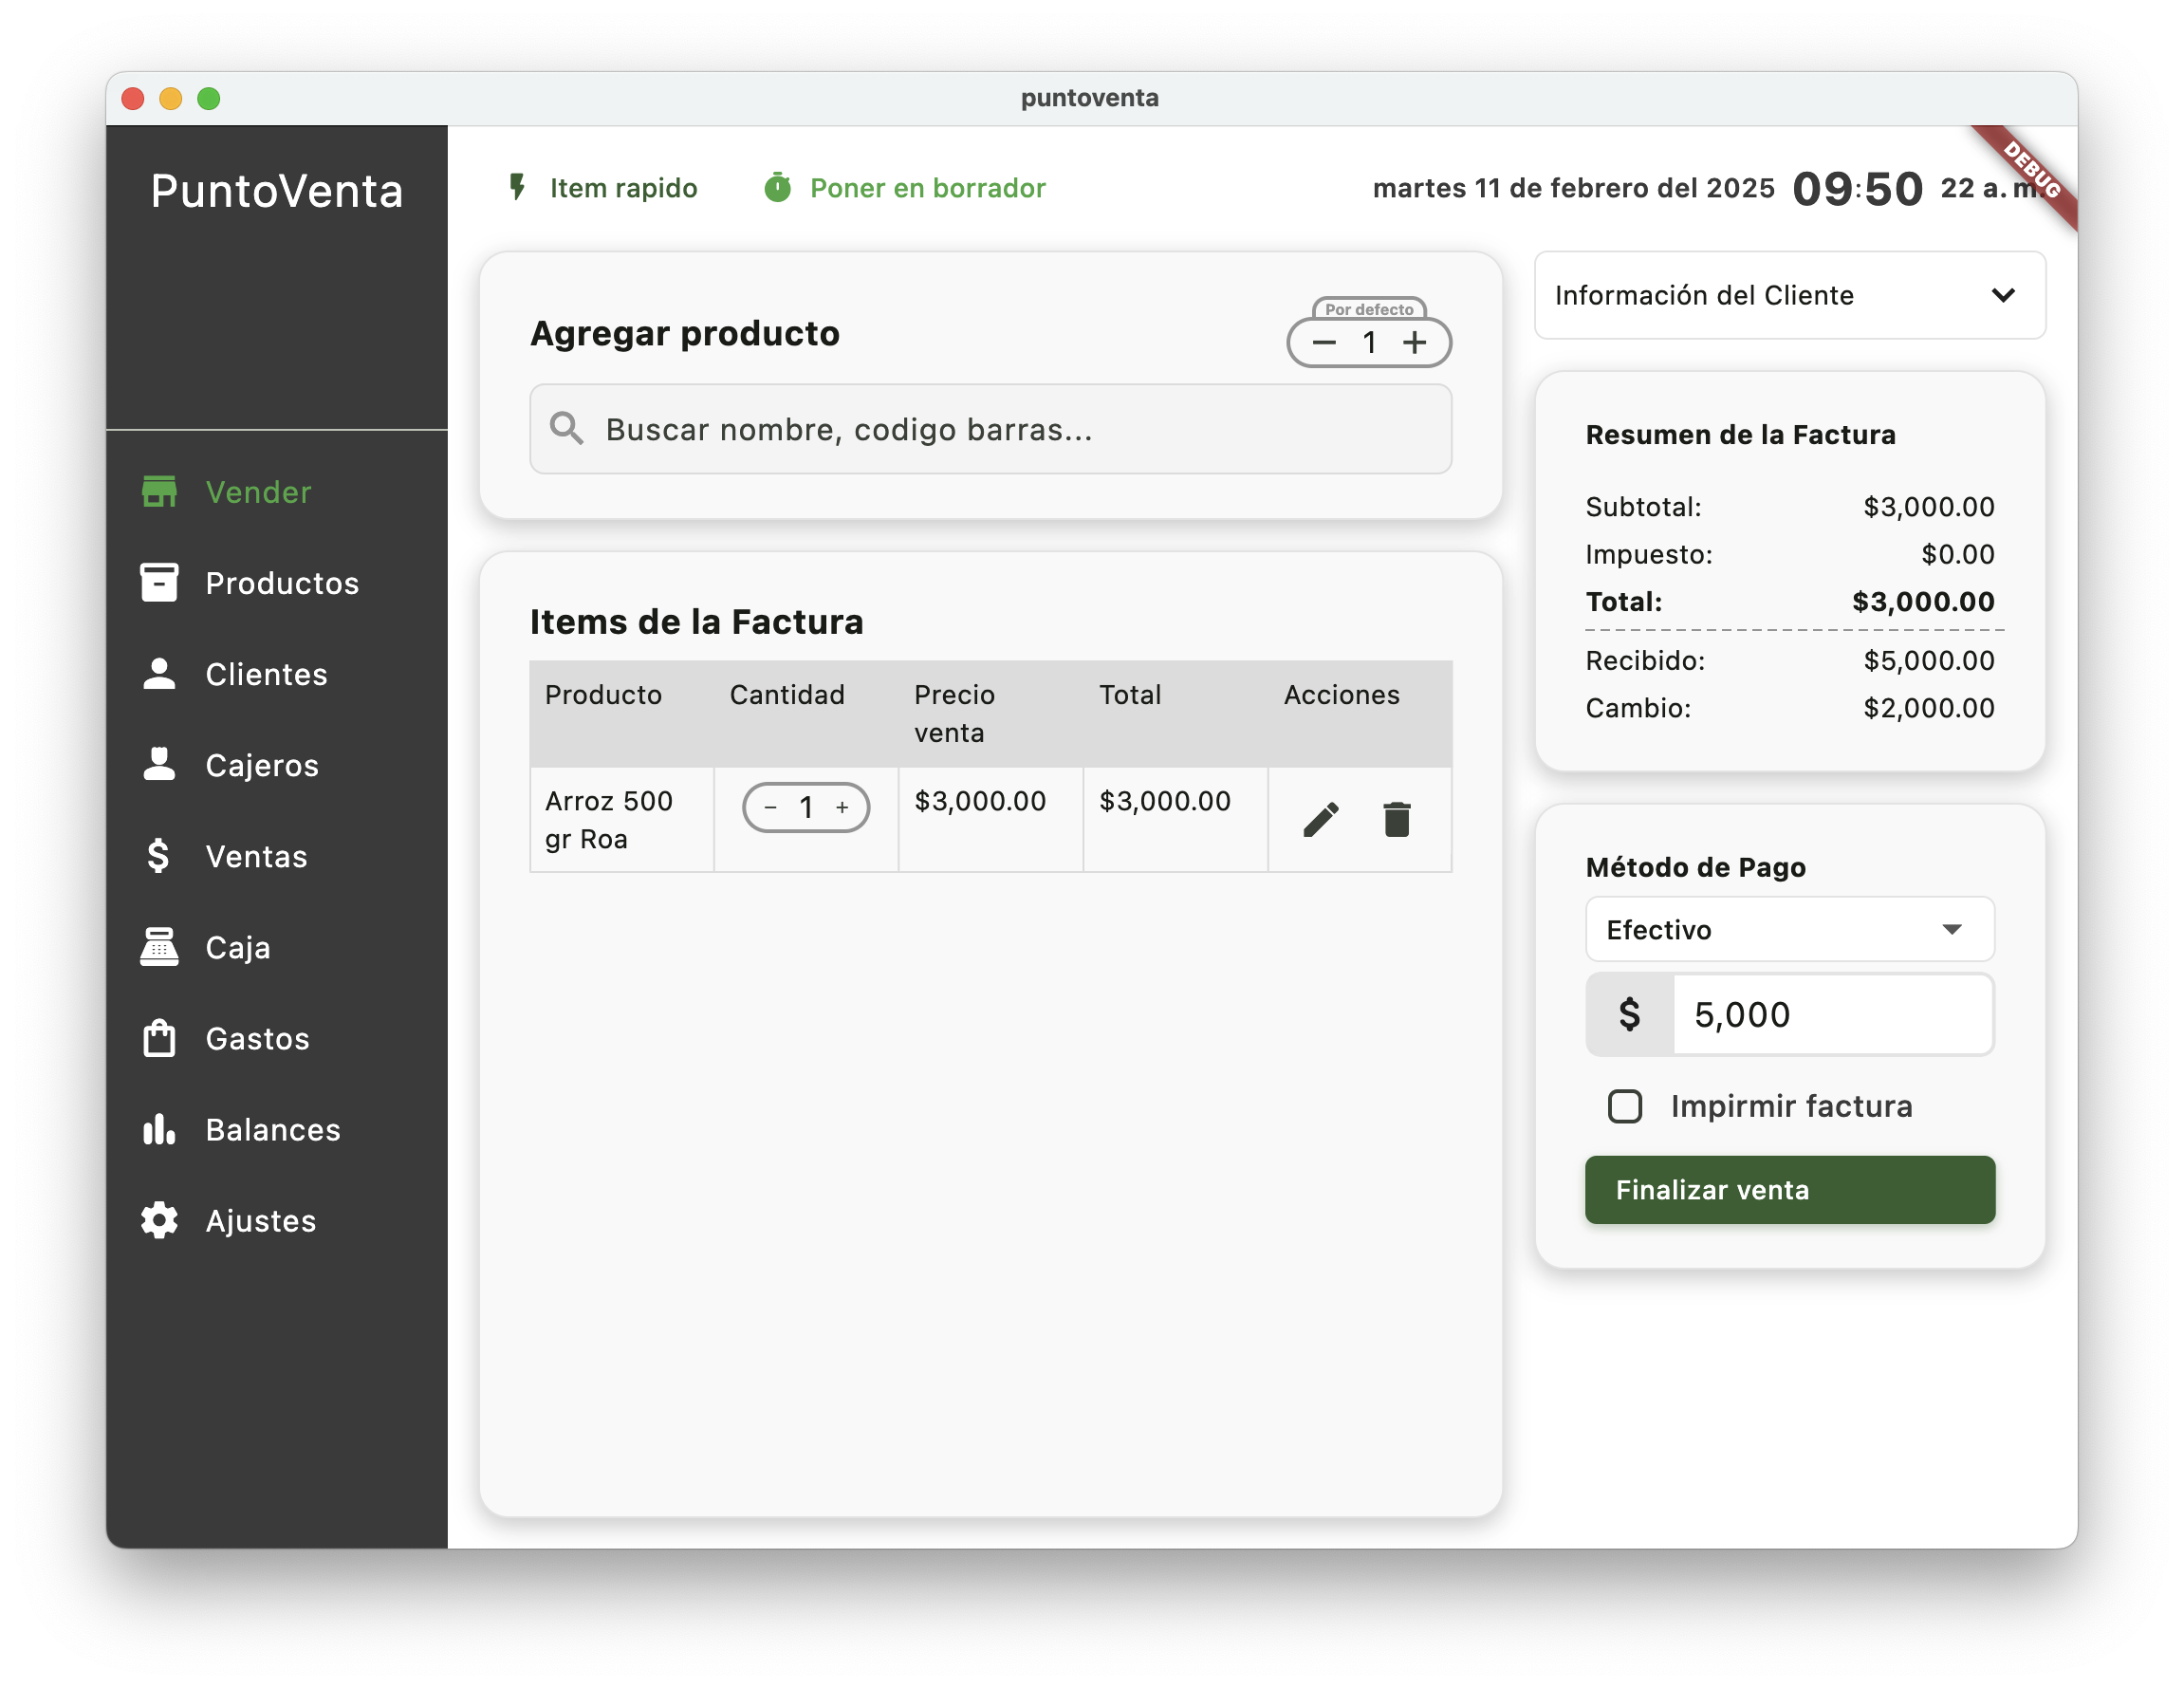 puntoventa
PuntoVenta
Item rapido
Poner en borrador
martes 11 de febrero del 2025 09:50 22 a. m.
DEBUG
Vender
Productos
Clientes
Cajeros
Ventas
Caja
Gastos
Balances
Ajustes
Agregar producto
Por defecto
− 1 +
Buscar nombre, codigo barras...
Items de la Factura
Producto Cantidad Precio venta Total Acciones
Arroz 500 gr Roa − 1 + $3,000.00 $3,000.00
Información del Cliente
Resumen de la Factura
Subtotal: $3,000.00
Impuesto: $0.00
Total: $3,000.00
Recibido: $5,000.00
Cambio: $2,000.00
Método de Pago
Efectivo
$ 5,000
Impirmir factura
Finalizar venta